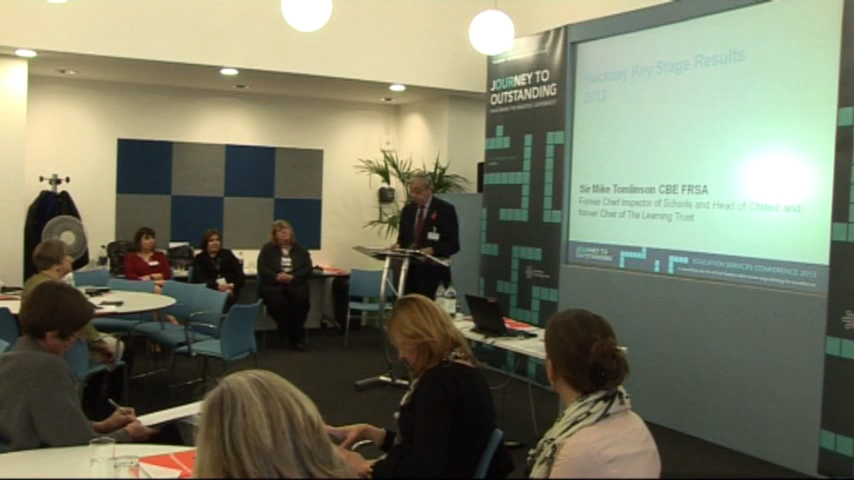 JOURNEY TO
OUTSTANDING
Hackney Key Stage Results
2013
Sir Mike Tomlinson CBE FRSA
Former Chief Inspector of Schools and Head of Ofsted and
former Chair of The Learning Trust
JOURNEY TO
OUTSTANDING
EDUCATION SERVICES CONFERENCE 2013